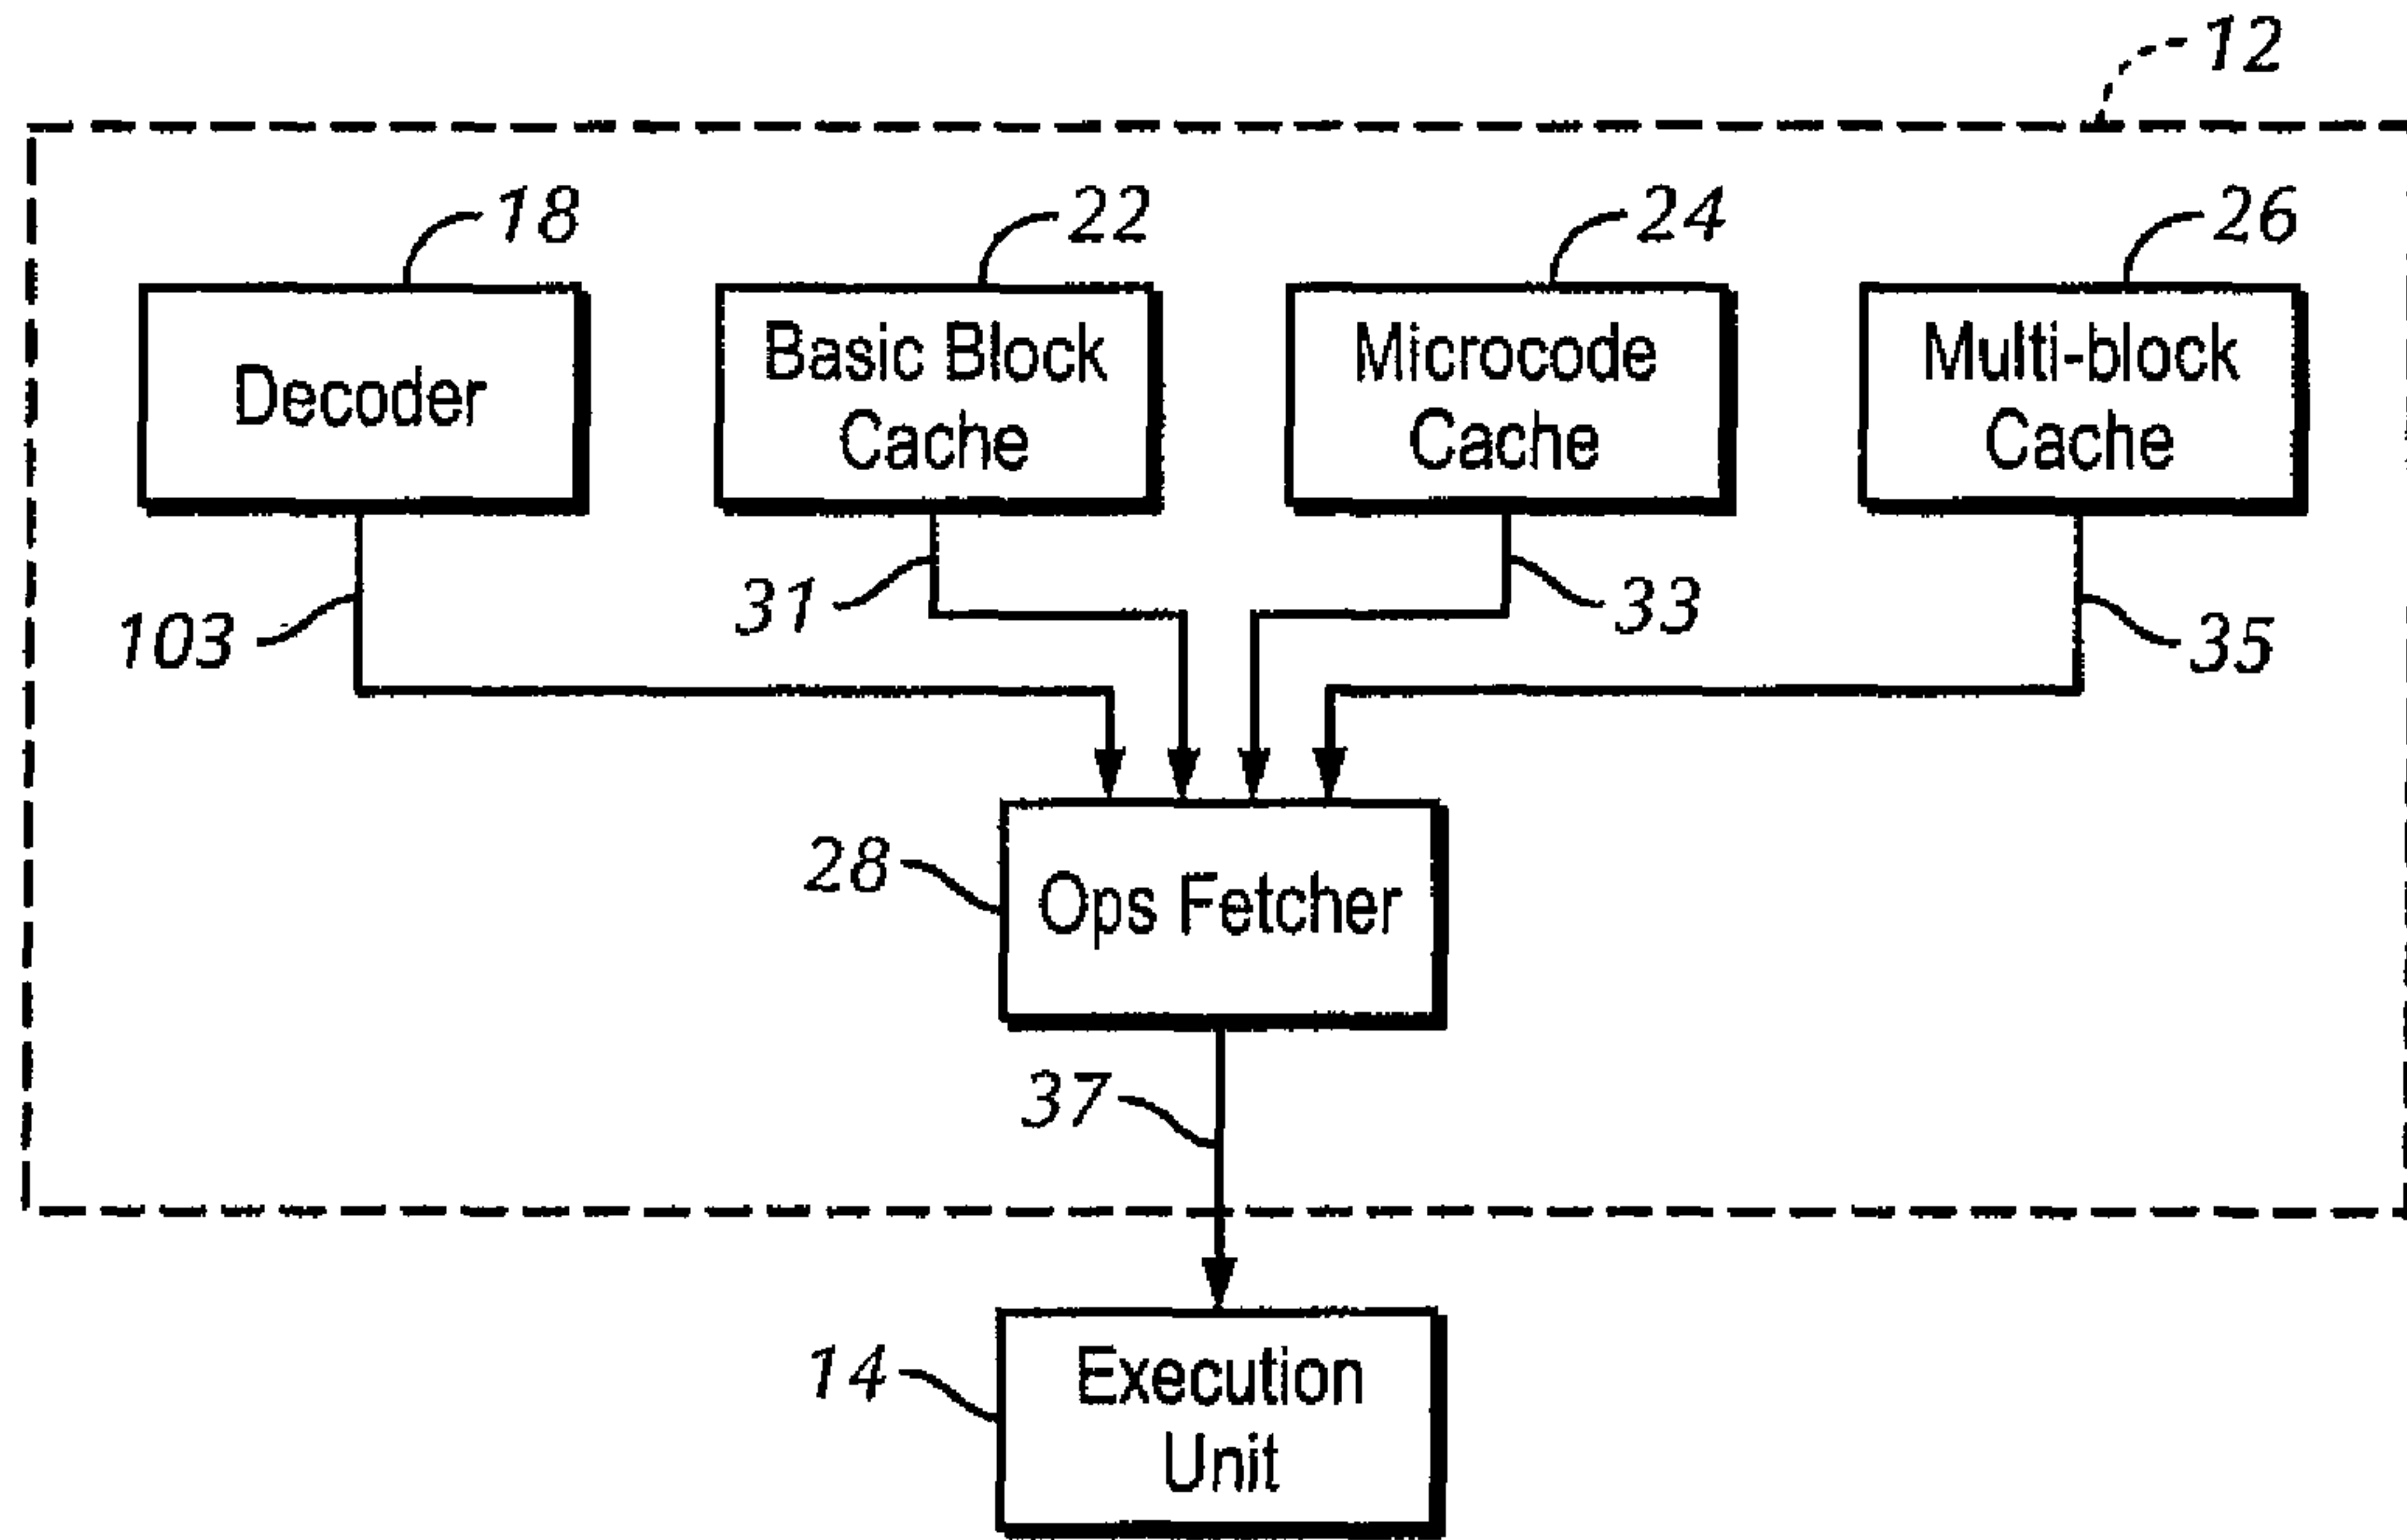 12
18
22
24
26
Decoder
Basic Block
Cache
Microcode
Cache
Multi-block
Cache
103
31
33
35
28
Ops Fetcher
37
14
Execution
Unit